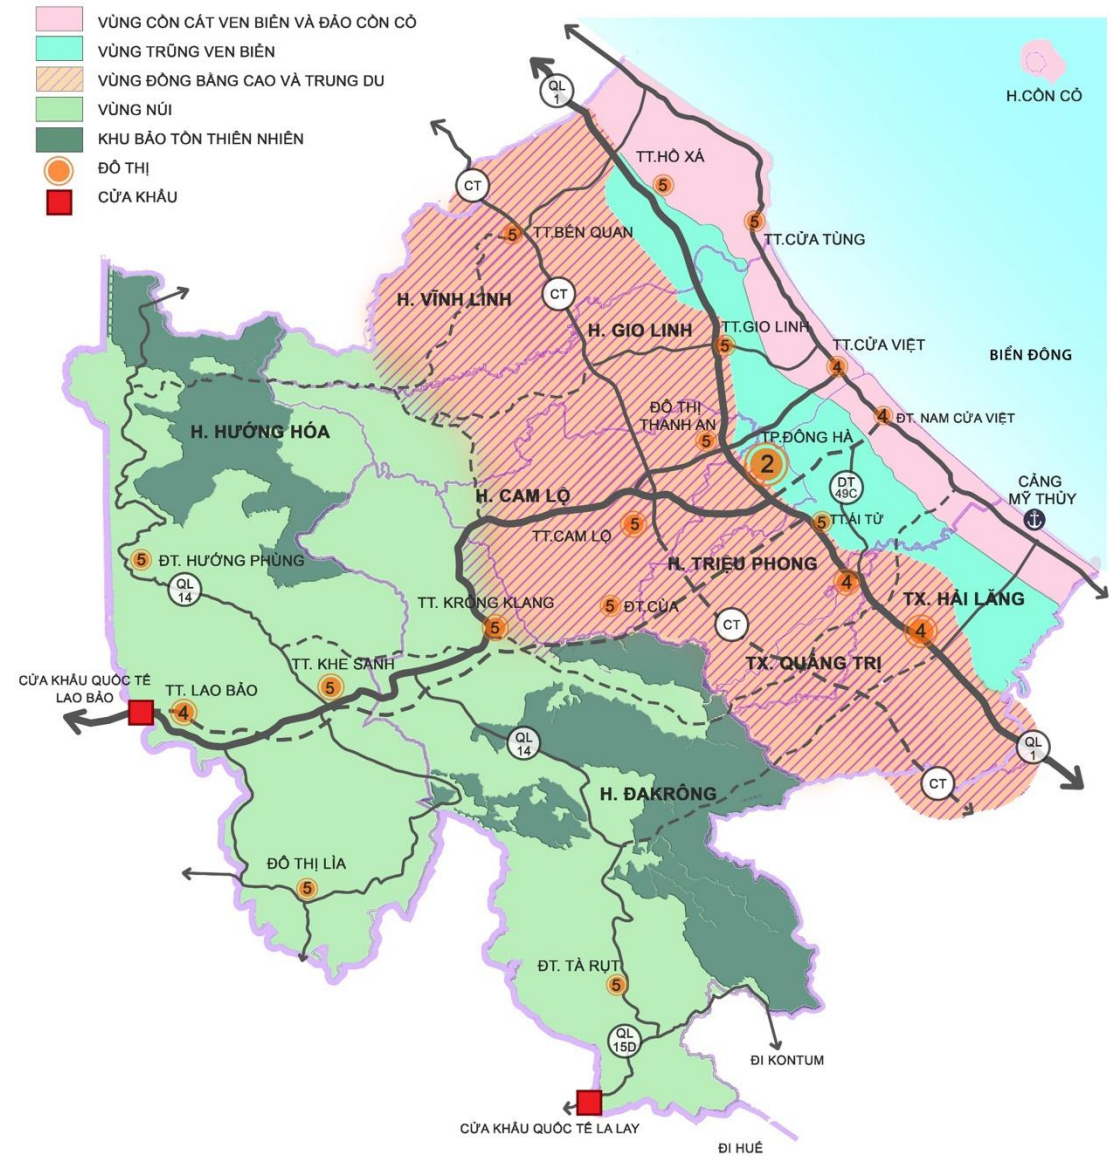 VÙNG CỒN CÁT VEN BIỂN VÀ ĐẢO CỒN CỎ
VÙNG TRŨNG VEN BIỂN
VÙNG ĐỒNG BẰNG CAO VÀ TRUNG DU
VÙNG NÚI
KHU BẢO TỒN THIÊN NHIÊN
ĐÔ THỊ
CỬA KHẨU
H.CỒN CỎ
QL
1
TT.HỒ XÁ
5
CT
5
TT.CỬA TÙNG
5
TT.BẾN QUAN
CT
H. VĨNH LINH
H. GIO LINH
TT.GIO LINH
5
TT.CỬA VIỆT
4
BIỂN ĐÔNG
ĐÔ THỊ
THANH AN
5
4
ĐT. NAM CỬA VIỆT
H. HƯỚNG HÓA
TP.ĐÔNG HÀ
2
DT
49C
CẢNG
MỸ THỦY
H. CAM LỘ
TT.CAM LỘ
5
5
TT.ÁI TỬ
5
ĐT. HƯỚNG PHÙNG
QL
14
H. TRIỆU PHONG
4
TX. HẢI LĂNG
TT. KRÔNG KLANG
5
5
ĐT.CÙA
CT
4
TX. QUẢNG TRỊ
TT. KHE SANH
5
CỬA KHẨU QUỐC TẾ
LAO BẢO
TT. LAO BẢO
4
QL
14
QL
1
CT
H. ĐAKRÔNG
ĐÔ THỊ LÌA
5
ĐT. TÀ RỤT
5
QL
15D
ĐI KONTUM
CỬA KHẨU QUỐC TẾ LA LAY
ĐI HUẾ